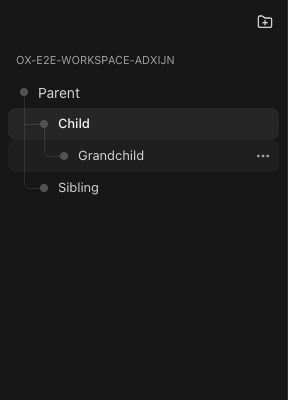 OX-E2E-WORKSPACE-ADXIJN
Parent
Child
Grandchild
Sibling